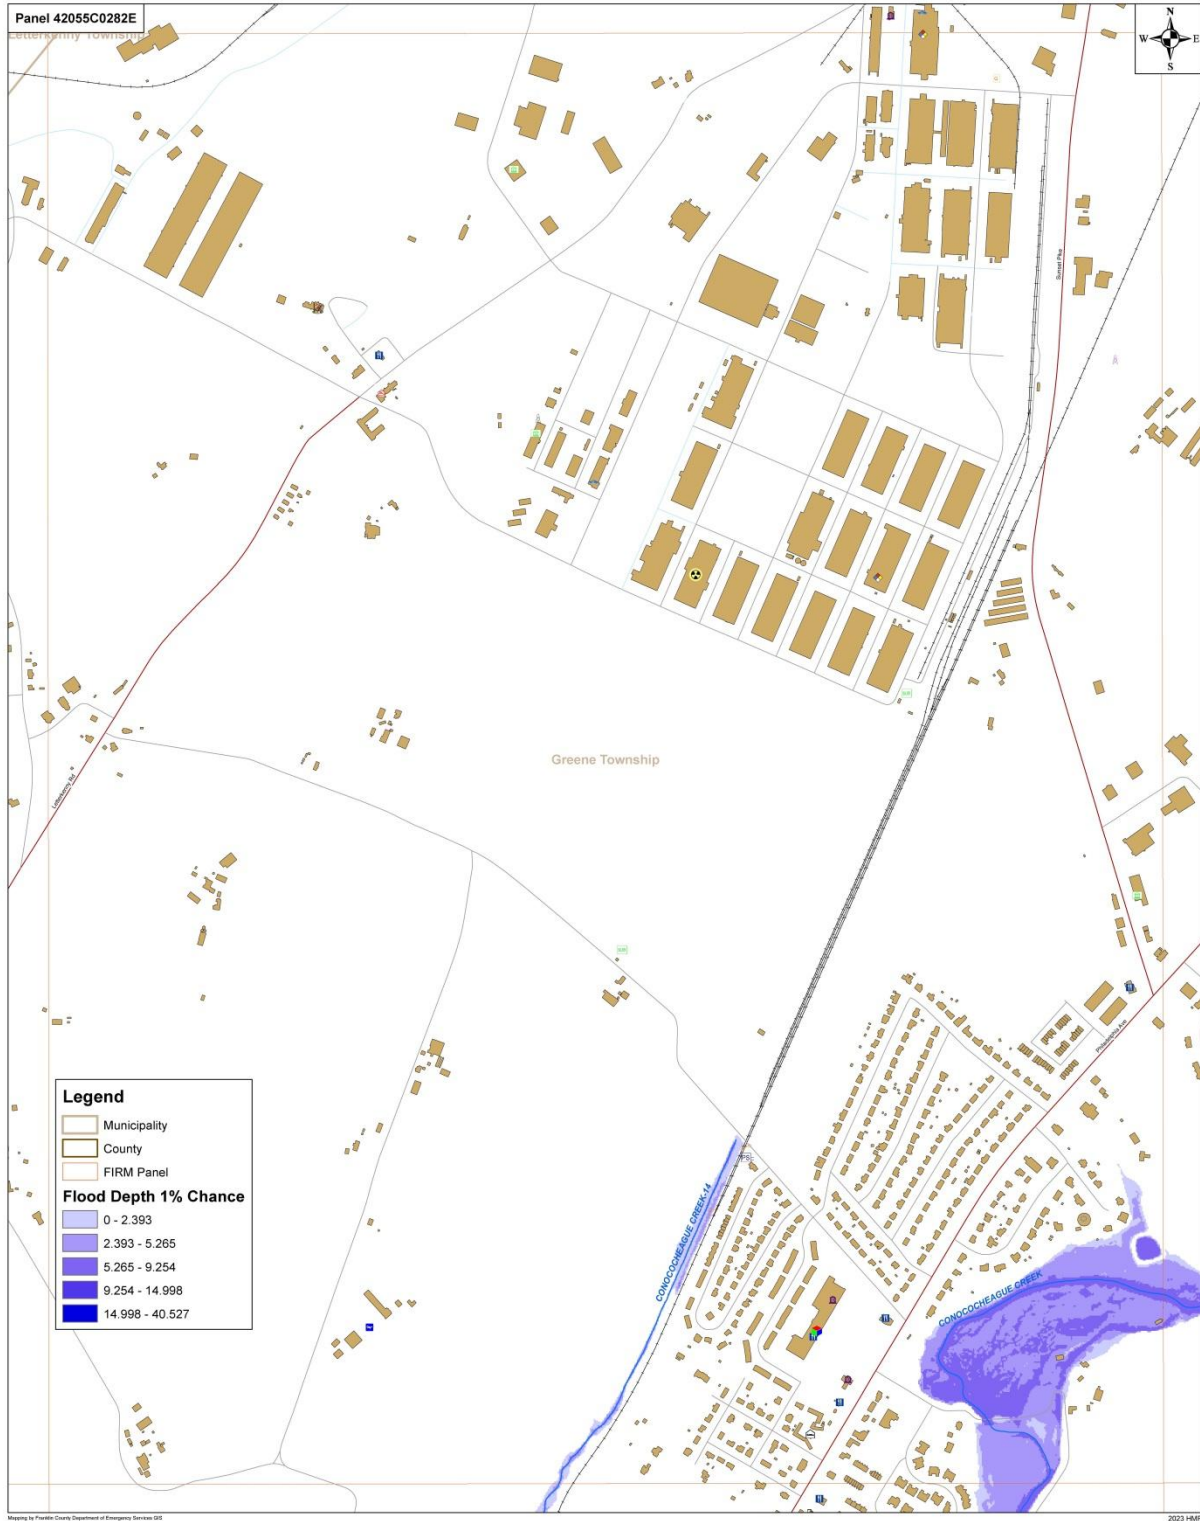 Panel 42055C0282E
Letterkenny Township
N
W E
S
Sunset Pike
Greene Township
Letterkenny Rd
Philadelphia Ave
CONOCOCHEAGUE CREEK-14
CONOCOCHEAGUE CREEK
Legend
Municipality
County
FIRM Panel
Flood Depth 1% Chance
0 - 2.393
2.393 - 5.265
5.265 - 9.254
9.254 - 14.998
14.998 - 40.527
Mapping by Franklin County Department of Emergency Services GIS
2023 HMP